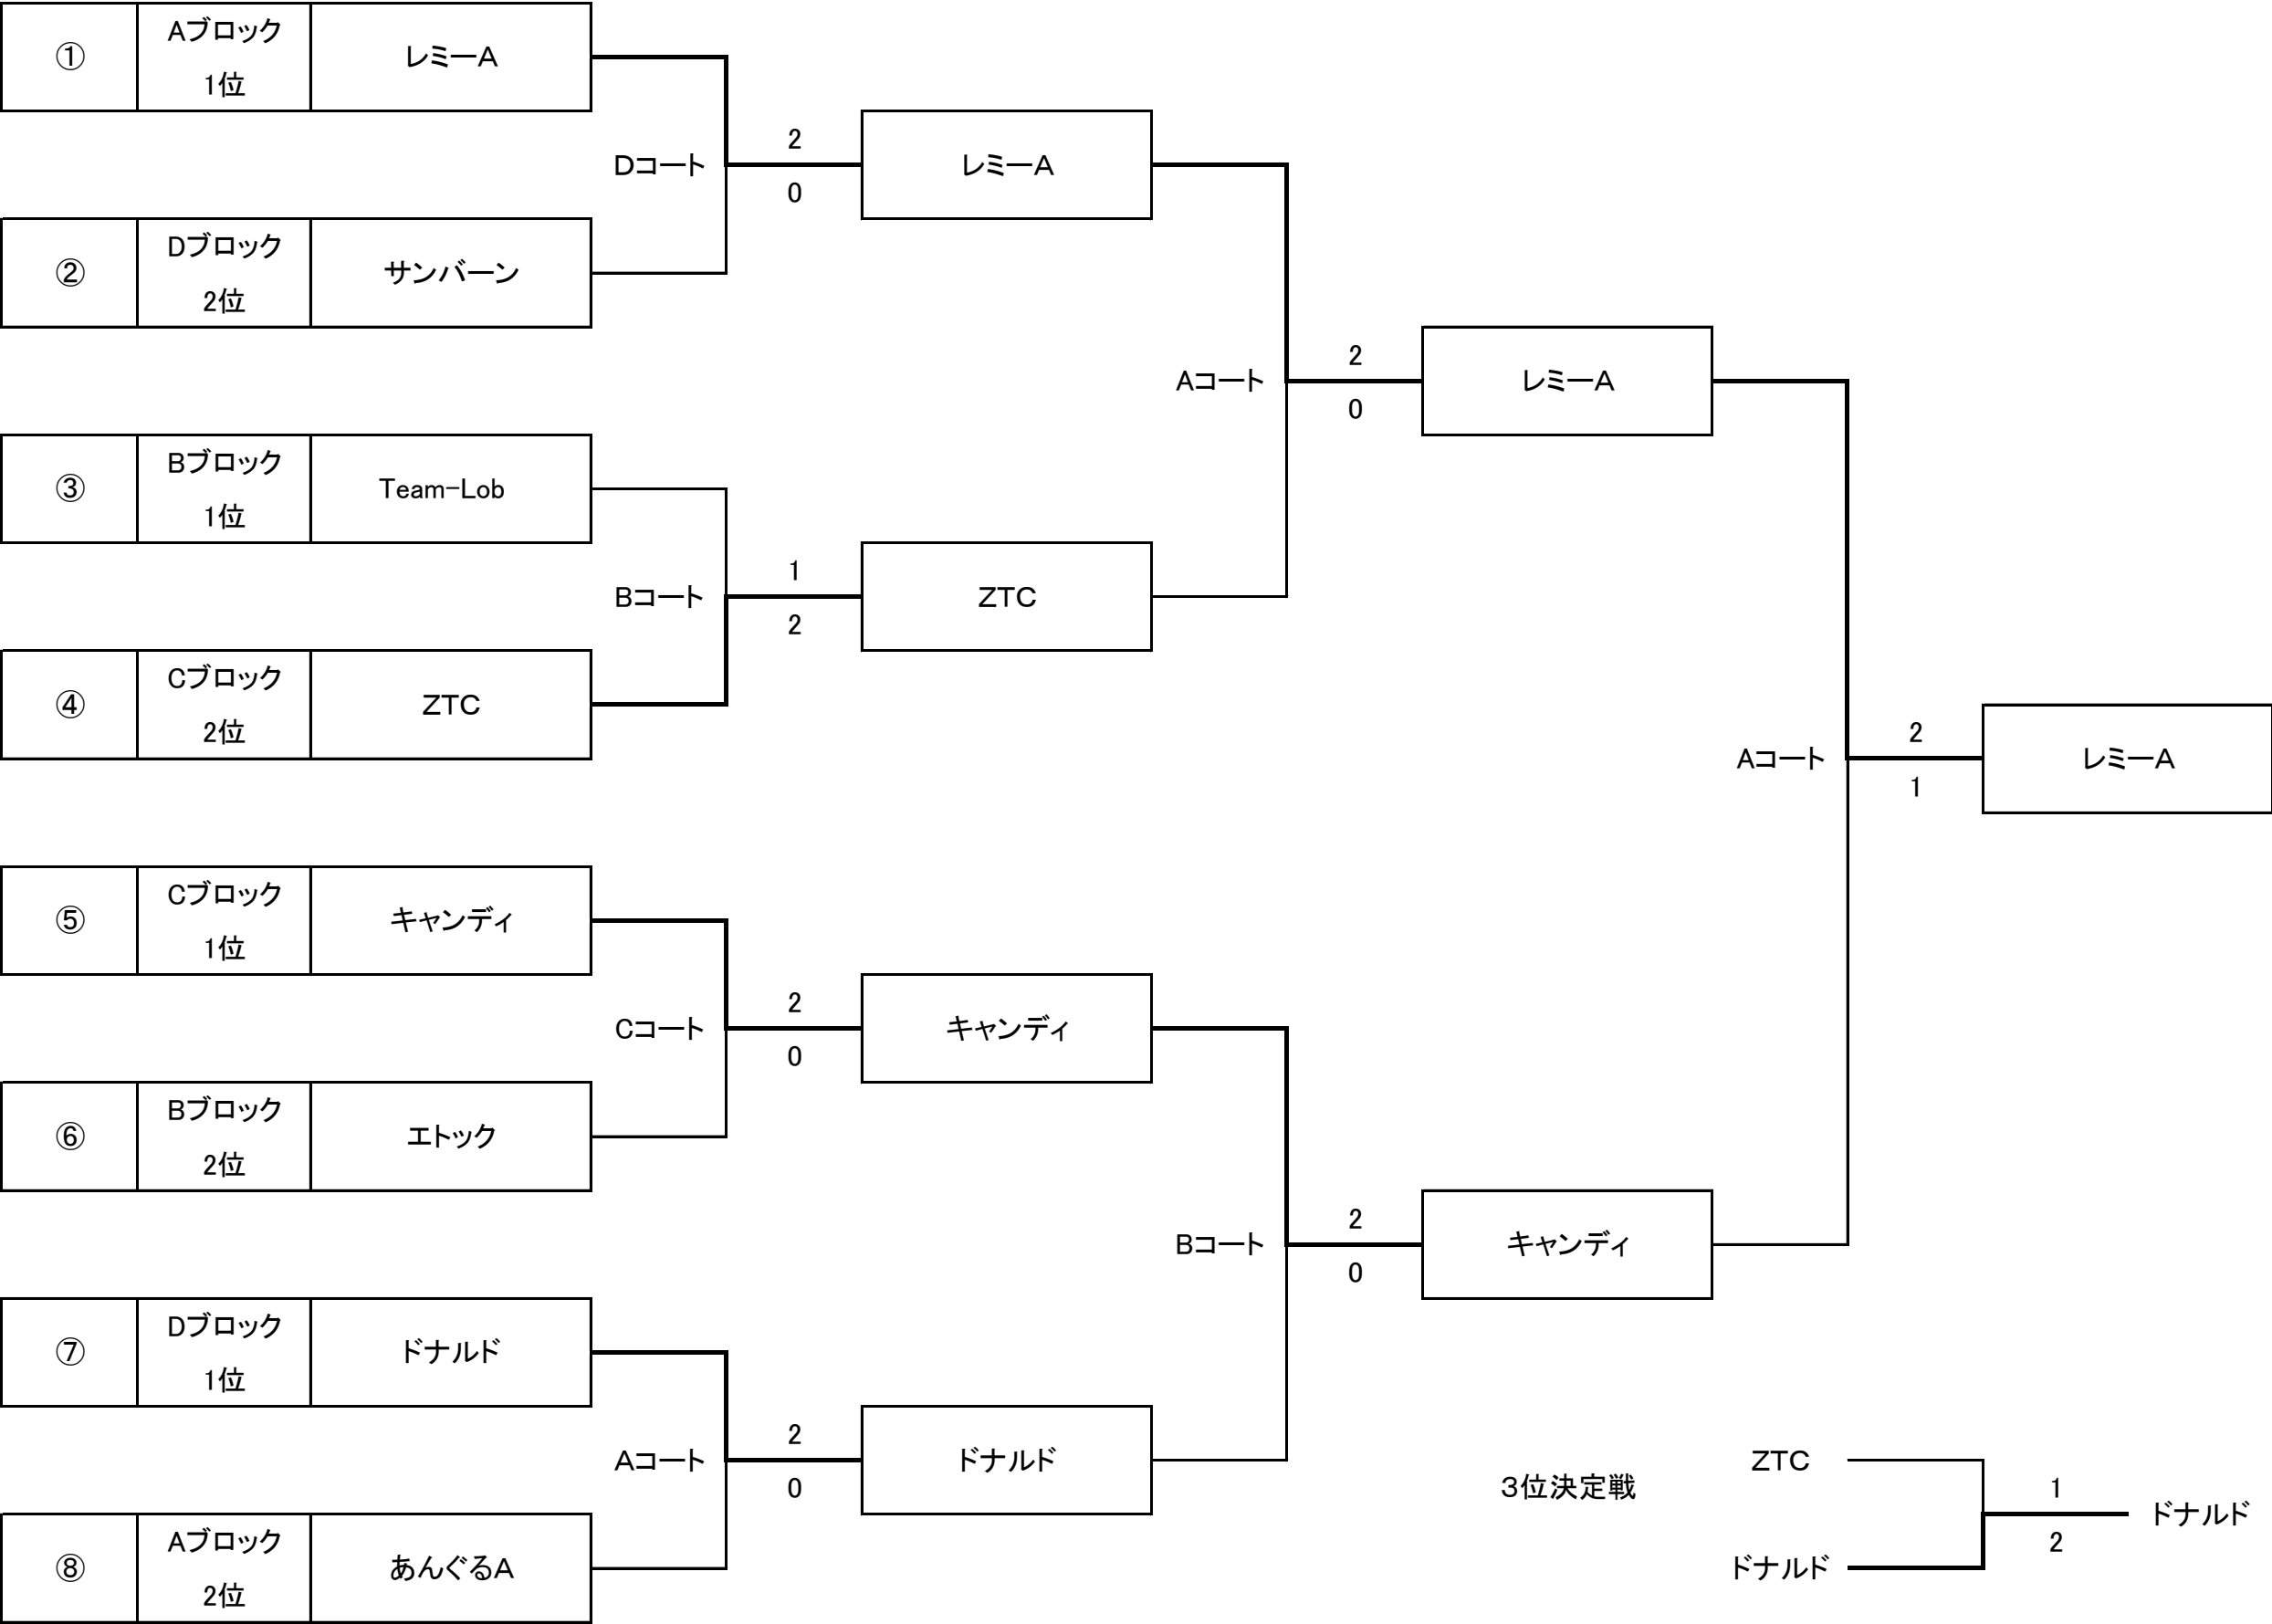 ①
Aブロック
1位
レミーA
②
Dブロック
2位
サンバーン
③
Bブロック
1位
Team-Lob
④
Cブロック
2位
ZTC
⑤
Cブロック
1位
キャンディ
⑥
Bブロック
2位
エトック
⑦
Dブロック
1位
ドナルド
⑧
Aブロック
2位
あんぐるA
Dコート
2
0
レミーA
Bコート
1
2
ZTC
Cコート
2
0
キャンディ
Aコート
2
0
ドナルド
Aコート
2
0
レミーA
Bコート
2
0
キャンディ
Aコート
2
1
レミーA
3位決定戦
ZTC
ドナルド
1
2
ドナルド